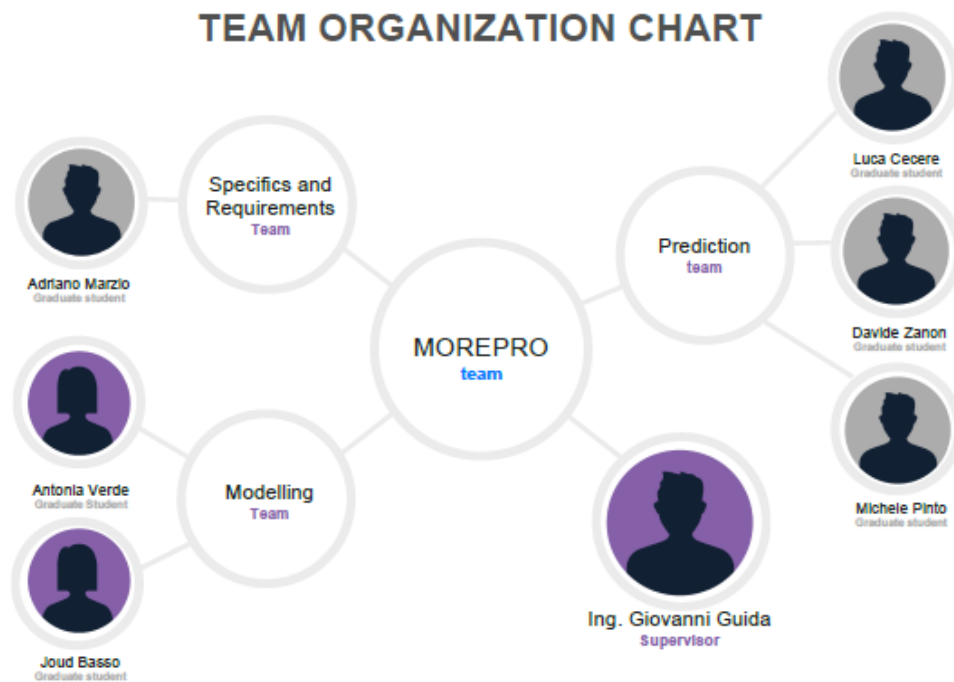 TEAM ORGANIZATION CHART
Luca Cecere
Graduate student
Specifics and
Requirements
Team
Adriano Marzio
Graduate student
Prediction
team
Davide Zanon
Graduate student
MOREPRO
team
Antonia Verde
Graduate Student
Modelling
Team
Michele Pinto
Graduate student
Ing. Giovanni Guida
Supervisor
Joud Basso
Graduate student